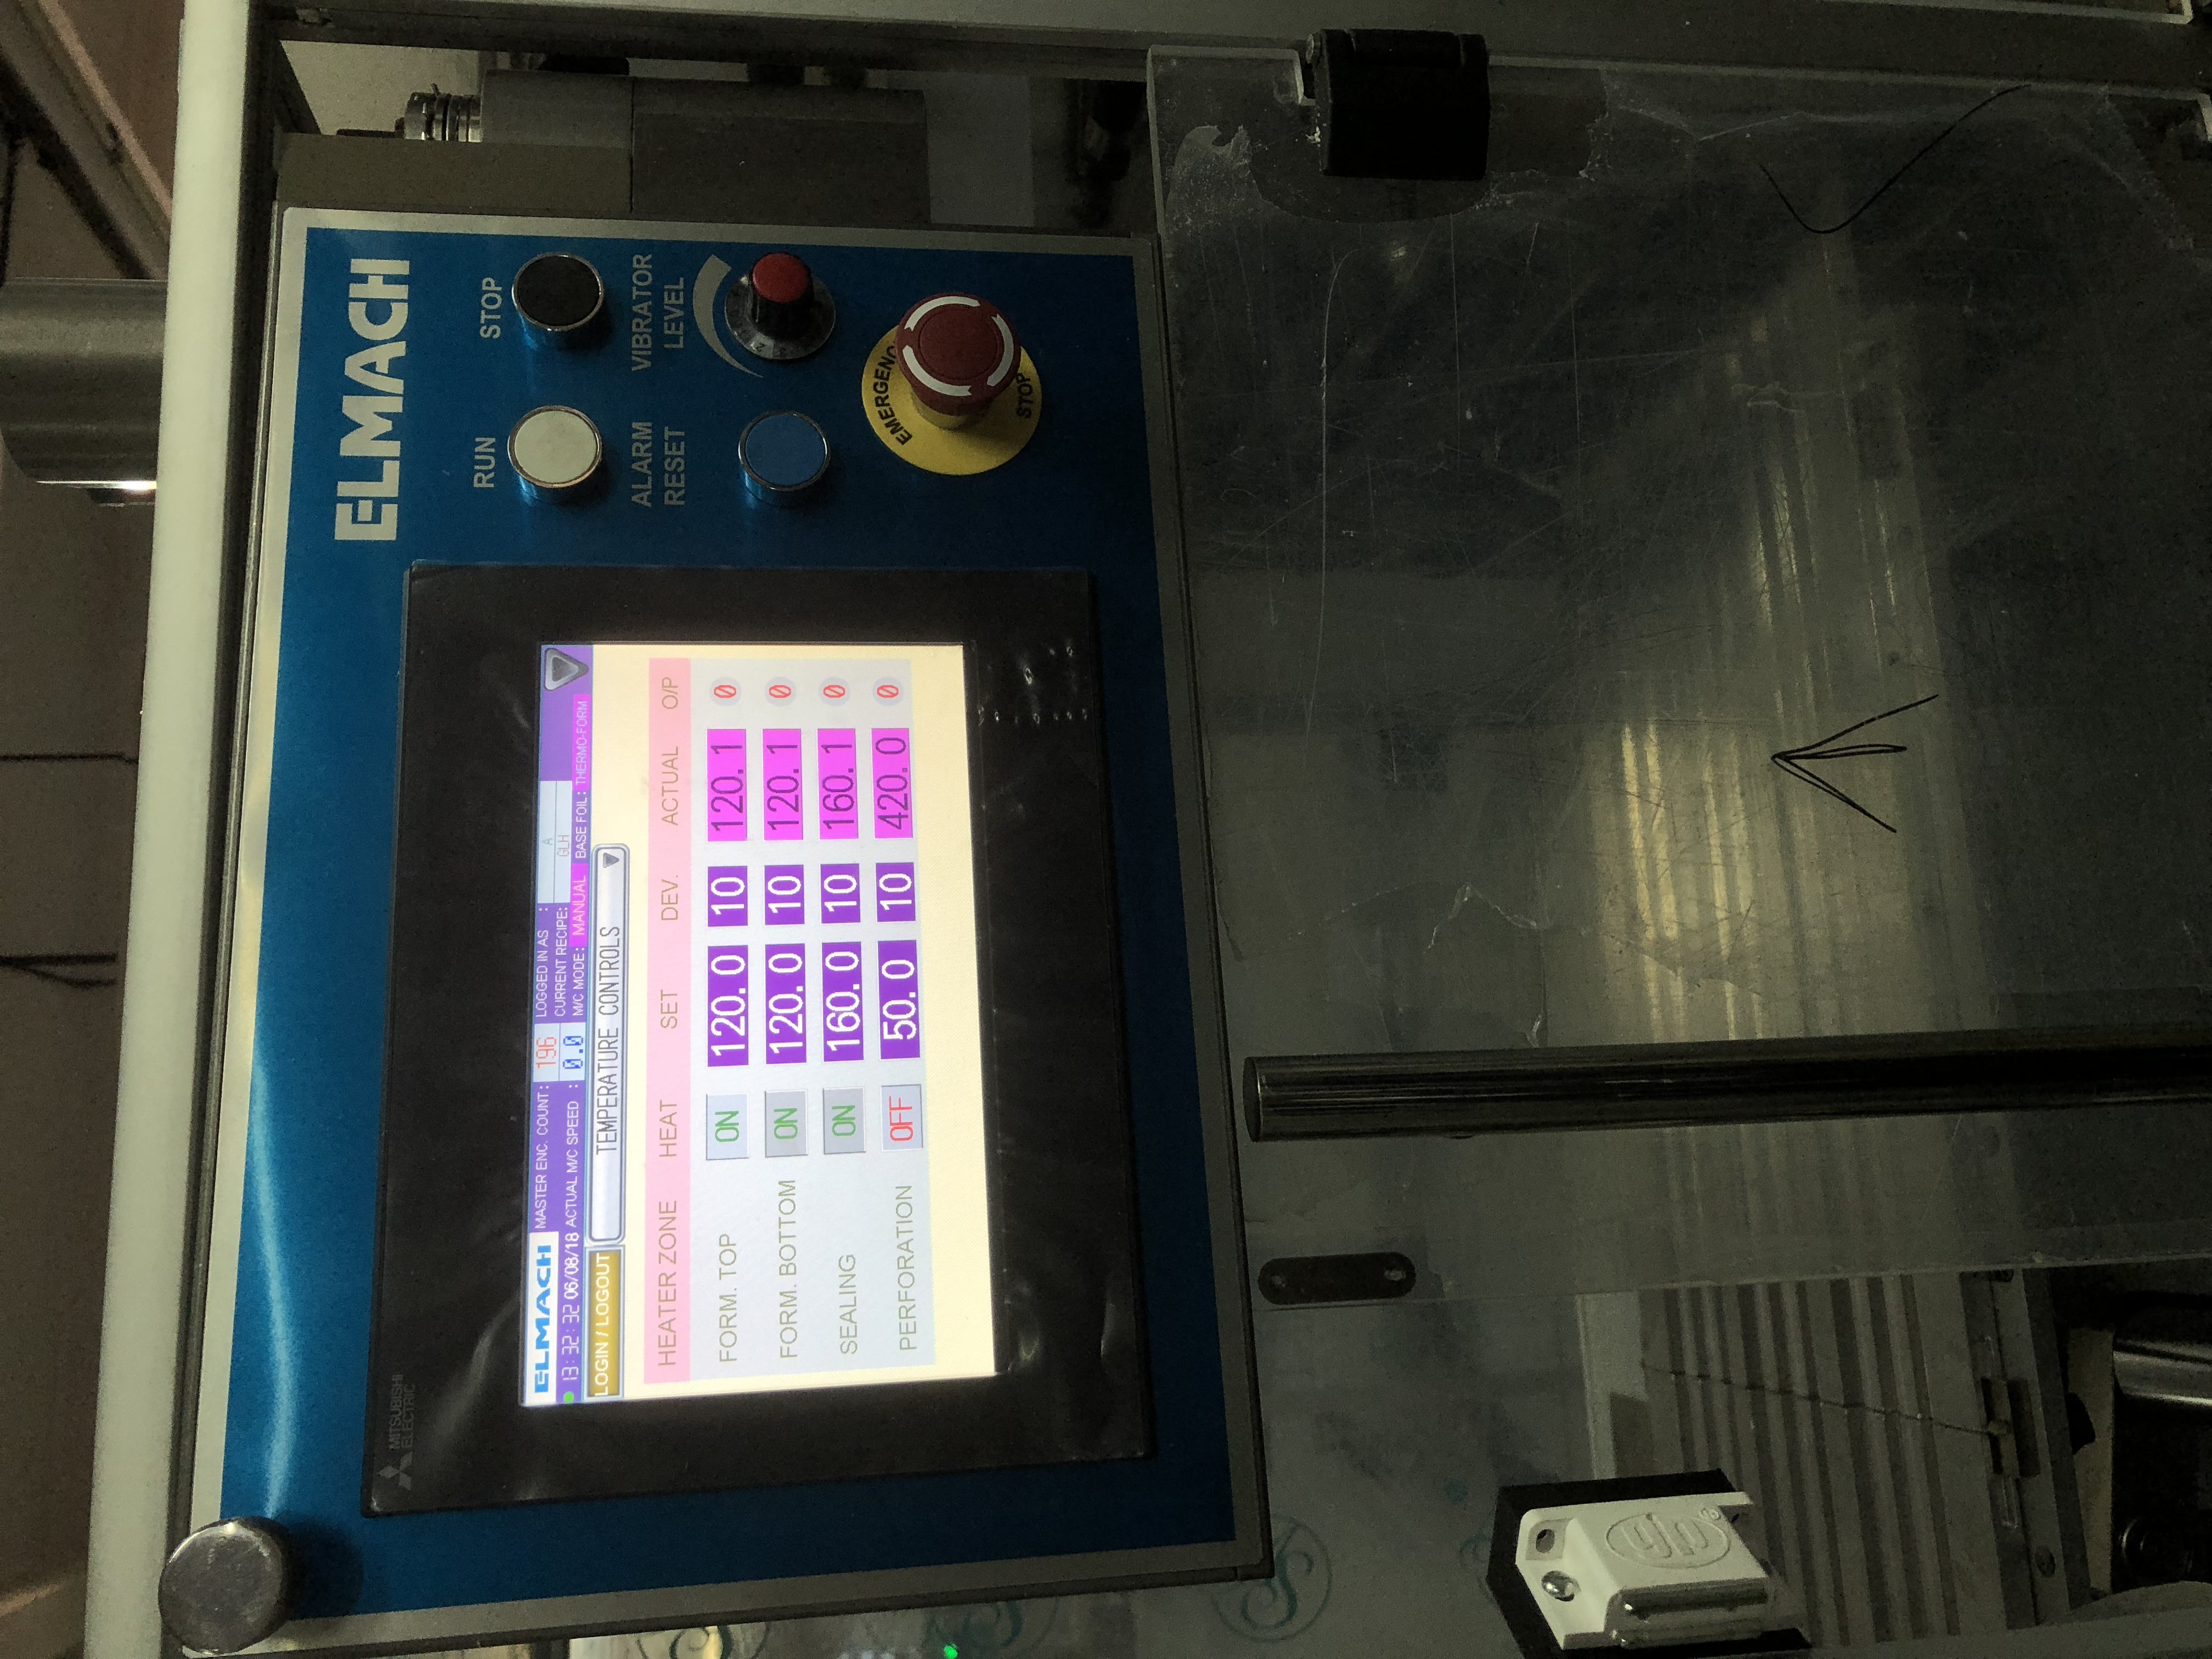 MITSUBISHI
ELECTRIC
ELMACH
RUN
STOP
ALARM
RESET
VIBRATOR
LEVEL
EMERGENC
STOP
ELMACH
MASTER ENC. COUNT: 196
LOGGED IN AS : A
CURRENT RECIPE: GLH
13:32:32 06/08/18 ACTUAL M/C SPEED : 0.0
M/C MODE: MANUAL BASE FOIL: THERMO-FORM
LOGIN / LOGOUT TEMPERATURE CONTROLS
HEATER ZONE HEAT SET DEV. ACTUAL O/P
FORM. TOP ON 120.0 10 120.1 0
FORM. BOTTOM ON 120.0 10 120.1 0
SEALING ON 160.0 10 160.1 0
PERFORATION OFF 50.0 10 420.0 0